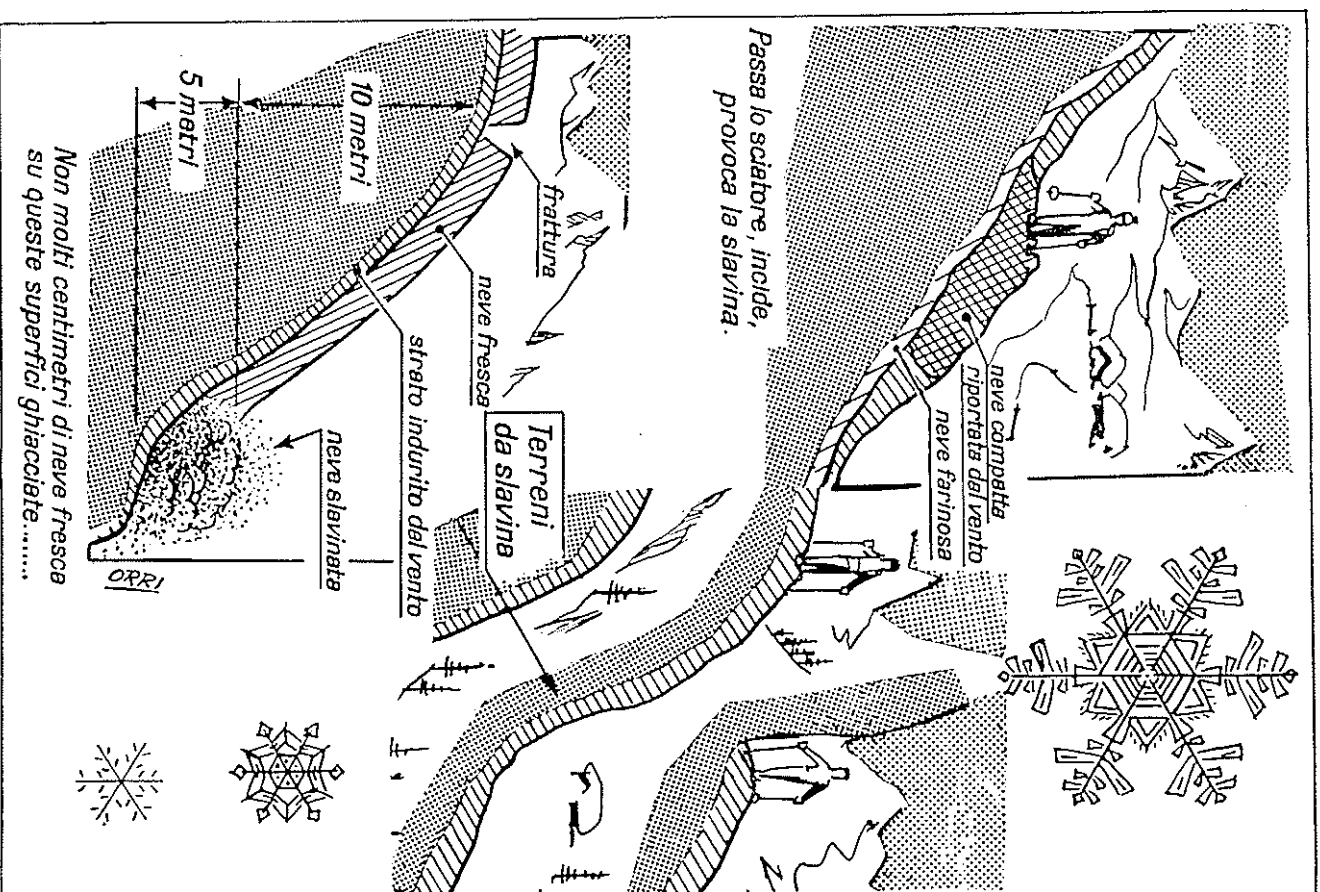 neve compatta
riportata dal vento
neve farinosa
Passa lo sciatore, incide,
provoca la slavina.
frattura
neve fresca
Terreni
da slavina
strato indurito dal vento
10 metri
neve slavinata
5 metri
Non molti centimetri di neve fresca
su queste superfici ghiacciate......
ORRI